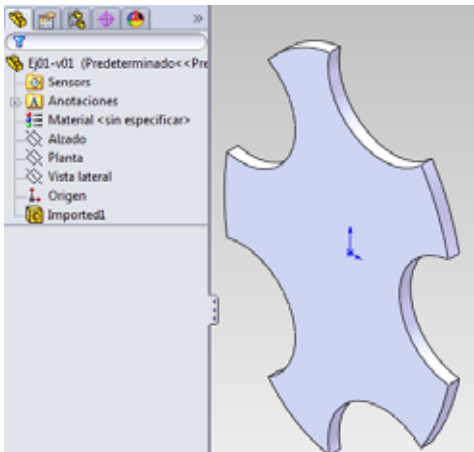 »
Ej01-v01 (Predeterminado<<Pre
Sensors
Anotaciones
Material <sin especificar>
Alzado
Planta
Vista lateral
Origen
Imported1